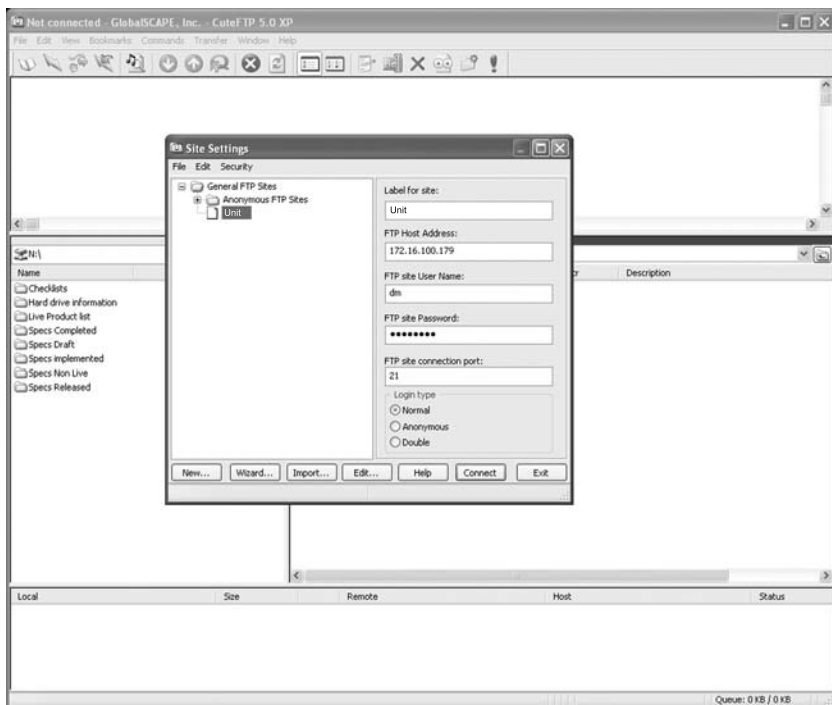 Not connected - GlobalSCAPE, Inc. - CuteFTP 5.0 XP
File Edit View Bookmarks Commands Transfer Window Help
Site Settings
File Edit Security
General FTP Sites
Anonymous FTP Sites
Unit
Label for site:
Unit
FTP Host Address:
172.16.100.179
FTP site User Name:
dm
FTP site Password:
••••••••
FTP site connection port:
21
Login type
Normal
Anonymous
Double
New... Wizard... Import... Edit... Help Connect Exit
N:\
Name
Checklists
Hard drive information
Live Product list
Specs Completed
Specs Draft
Specs implemented
Specs Non Live
Specs Released
Description
Local Size Remote Host Status
Queue: 0 KB / 0 KB